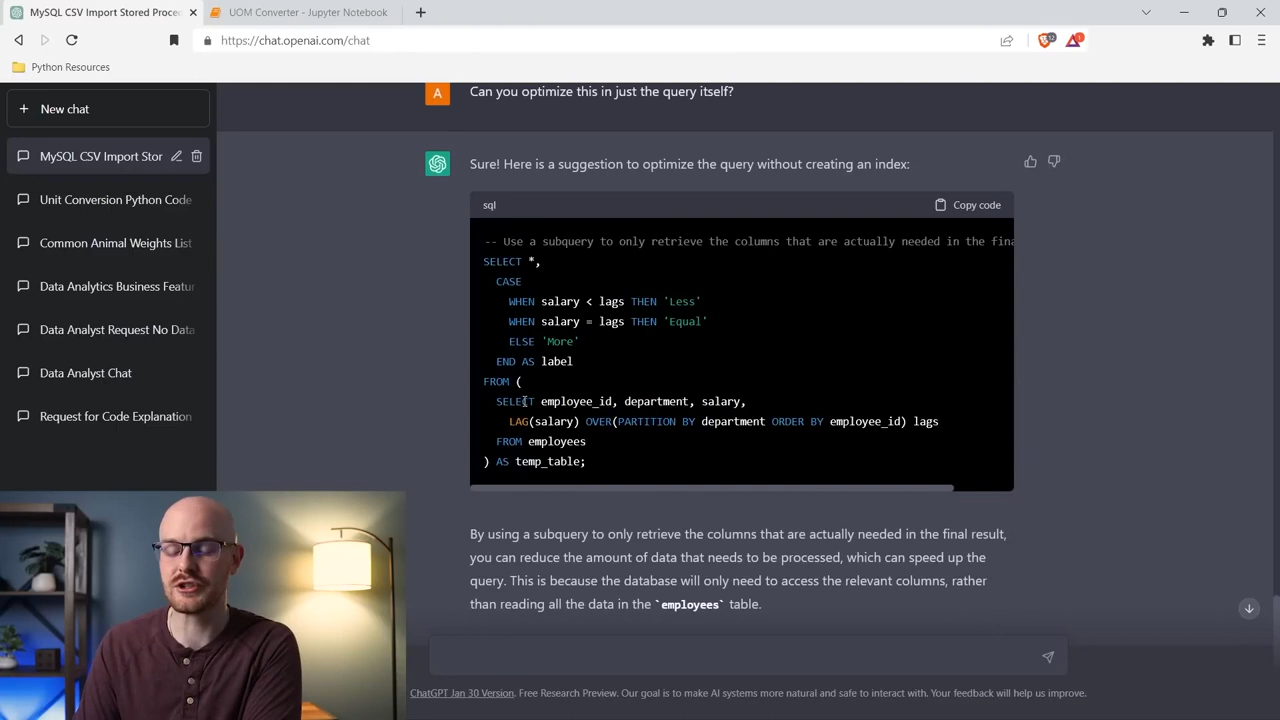 MySQL CSV Import Stored Proced
UOM Converter - Jupyter Notebook
https://chat.openai.com/chat
12
1
Python Resources
New chat
MySQL CSV Import Stor
Unit Conversion Python Code
Common Animal Weights List
Data Analytics Business Featur
Data Analyst Request No Data
Data Analyst Chat
Request for Code Explanation
A
Can you optimize this in just the query itself?
Sure! Here is a suggestion to optimize the query without creating an index:
sql
Copy code
-- Use a subquery to only retrieve the columns that are actually needed in the fina
SELECT *,
CASE
WHEN salary < lags THEN 'Less'
WHEN salary = lags THEN 'Equal'
ELSE 'More'
END AS label
FROM (
SELECT employee_id, department, salary,
LAG(salary) OVER(PARTITION BY department ORDER BY employee_id) lags
FROM employees
) AS temp_table;
By using a subquery to only retrieve the columns that are actually needed in the final result,
you can reduce the amount of data that needs to be processed, which can speed up the
query. This is because the database will only need to access the relevant columns, rather
than reading all the data in the `employees` table.
ChatGPT Jan 30 Version. Free Research Preview. Our goal is to make AI systems more natural and safe to interact with. Your feedback will help us improve.